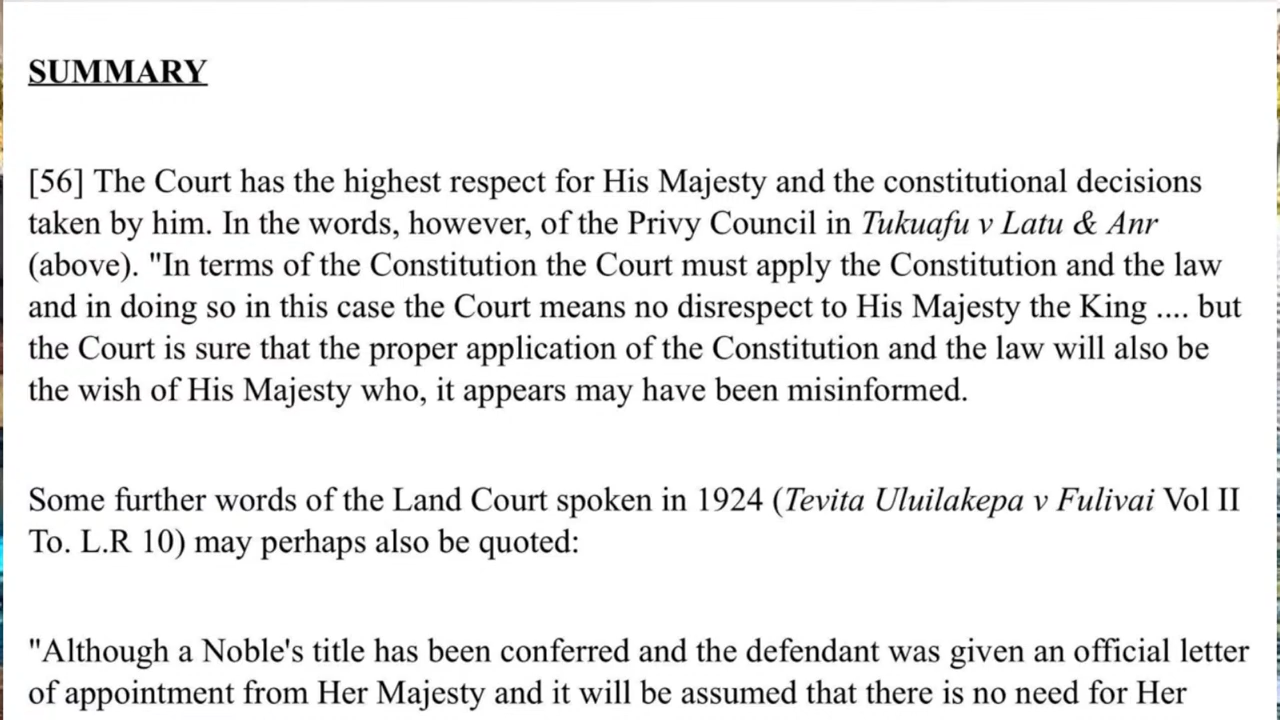 SUMMARY
[56] The Court has the highest respect for His Majesty and the constitutional decisions
taken by him. In the words, however, of the Privy Council in Tukuafu v Latu & Anr
(above). "In terms of the Constitution the Court must apply the Constitution and the law
and in doing so in this case the Court means no disrespect to His Majesty the King .... but
the Court is sure that the proper application of the Constitution and the law will also be
the wish of His Majesty who, it appears may have been misinformed.
Some further words of the Land Court spoken in 1924 (Tevita Uluilakepa v Fulivai Vol II
To. L.R 10) may perhaps also be quoted:
"Although a Noble's title has been conferred and the defendant was given an official letter
of appointment from Her Majesty and it will be assumed that there is no need for Her